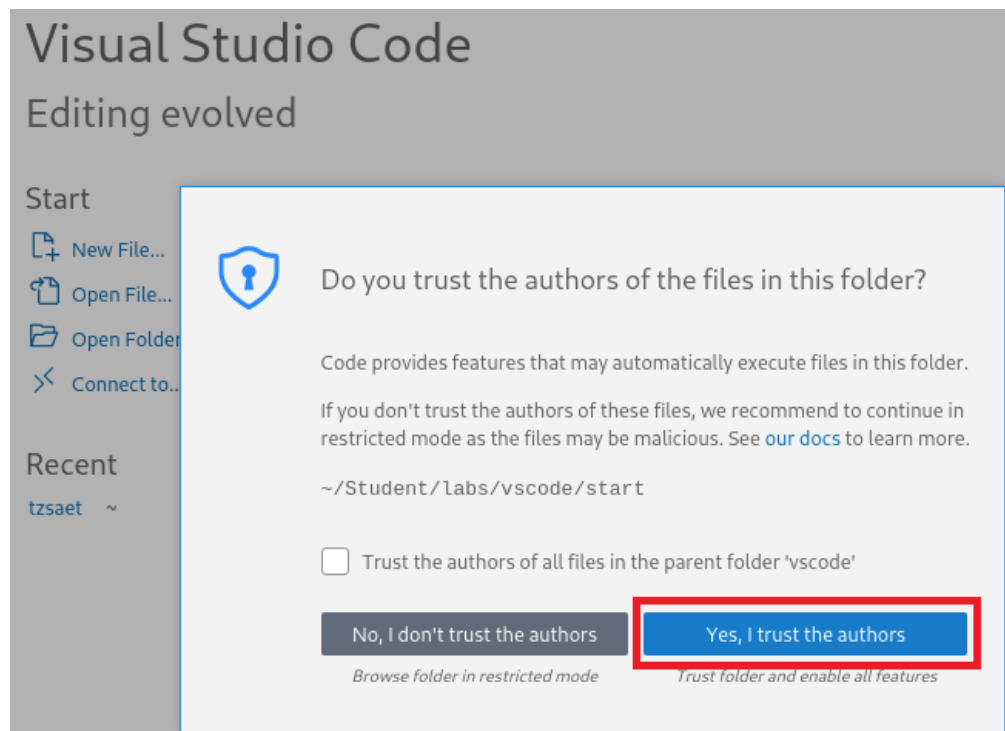 Visual Studio Code
Editing evolved
Start
New File...
Open File...
Open Folder
Connect to..
Recent
tzsaet ~
Do you trust the authors of the files in this folder?
Code provides features that may automatically execute files in this folder.
If you don't trust the authors of these files, we recommend to continue in
restricted mode as the files may be malicious. See our docs to learn more.
~/Student/labs/vscode/start
Trust the authors of all files in the parent folder 'vscode'
No, I don't trust the authors
Yes, I trust the authors
Browse folder in restricted mode
Trust folder and enable all features